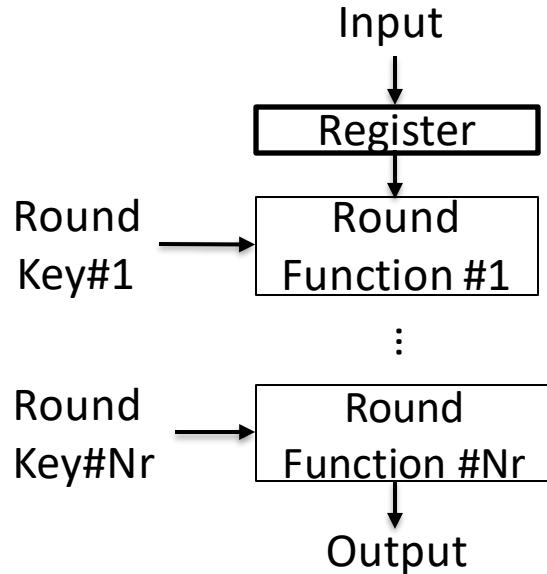 Input
Register
Round
Key#1
Round
Function #1
⋮
Round
Key#Nr
Round
Function #Nr
Output